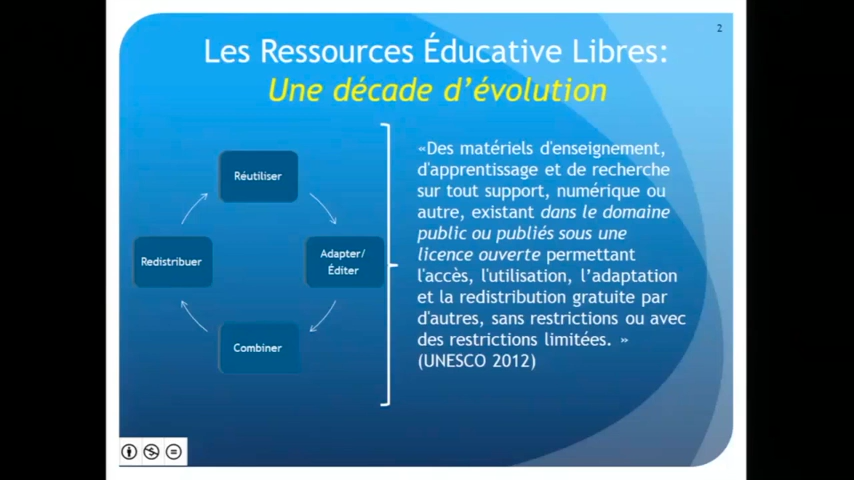 2
Les Ressources Éducative Libres:
Une décade d’évolution
Réutiliser
Adapter/
Éditer
Combiner
Redistribuer
«Des matériels d'enseignement,
d'apprentissage et de recherche
sur tout support, numérique ou
autre, existant dans le domaine
public ou publiés sous une
licence ouverte permettant
l'accès, l'utilisation, l’adaptation
et la redistribution gratuite par
d'autres, sans restrictions ou avec
des restrictions limitées. »
(UNESCO 2012)